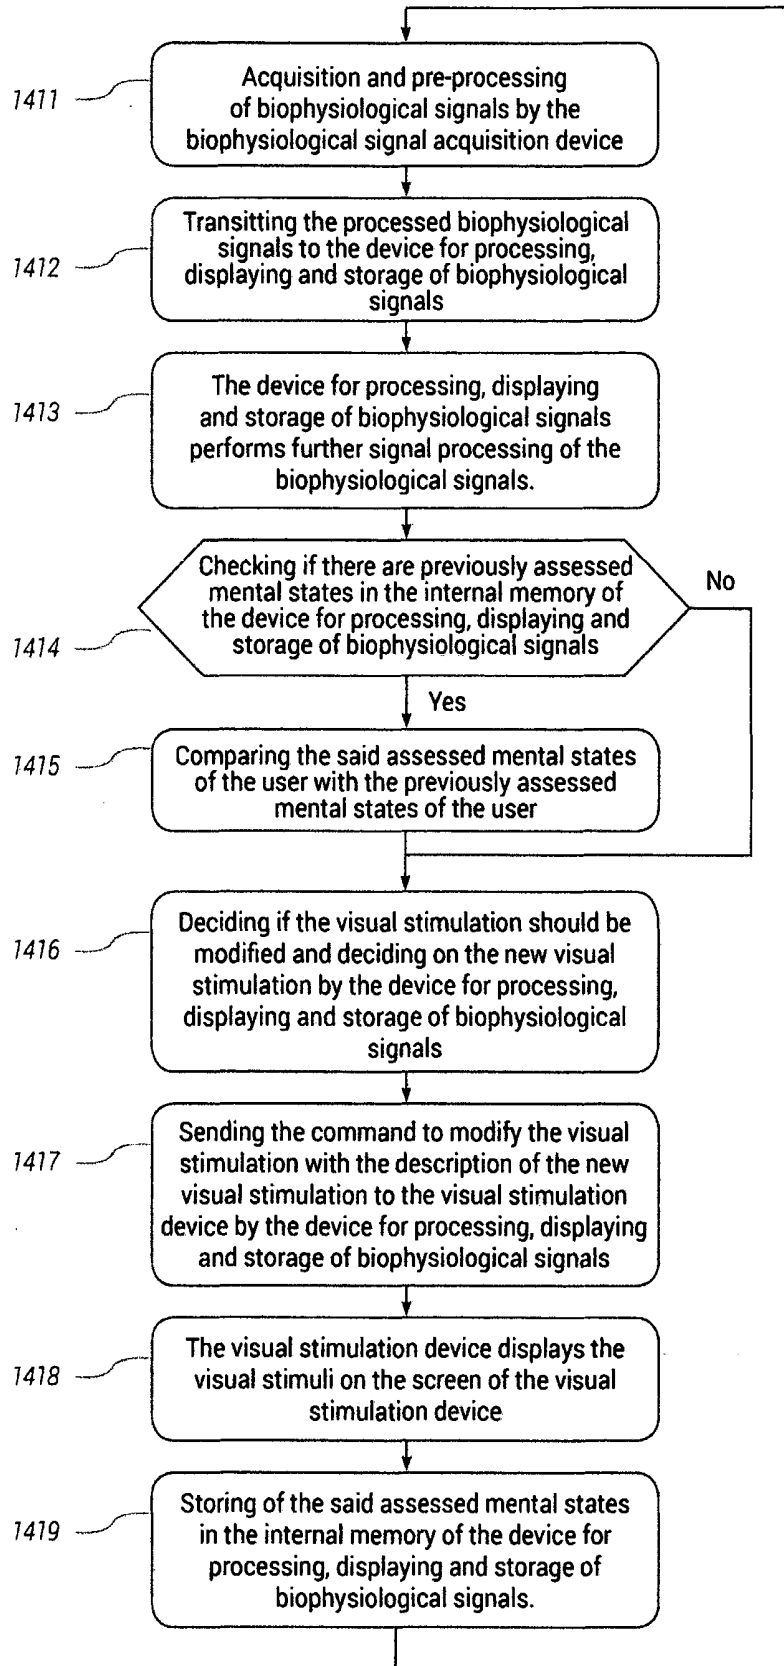 1411
Acquisition and pre-processing
of biophysiological signals by the
biophysiological signal acquisition device
1412
Transitting the processed biophysiological
signals to the device for processing,
displaying and storage of biophysiological
signals
1413
The device for processing, displaying
and storage of biophysiological signals
performs further signal processing of the
biophysiological signals.
1414
Checking if there are previously assessed
mental states in the internal memory of
the device for processing, displaying and
storage of biophysiological signals
No
Yes
1415
Comparing the said assessed mental states
of the user with the previously assessed
mental states of the user
1416
Deciding if the visual stimulation should be
modified and deciding on the new visual
stimulation by the device for processing,
displaying and storage of biophysiological
signals
1417
Sending the command to modify the visual
stimulation with the description of the new
visual stimulation to the visual stimulation
device by the device for processing, displaying
and storage of biophysiological signals
1418
The visual stimulation device displays the
visual stimuli on the screen of the visual
stimulation device
1419
Storing of the said assessed mental states
in the internal memory of the device for
processing, displaying and storage of
biophysiological signals.